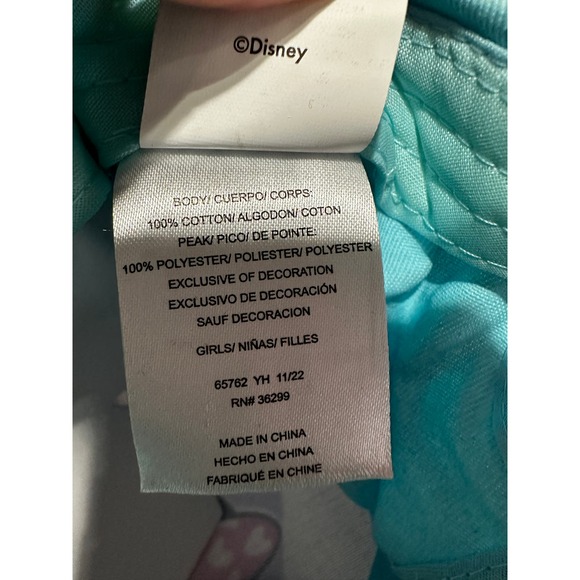 ©Disney
BODY/ CUERPO/ CORPS:
100% COTTON/ ALGODON/ COTON
PEAK/ PICO/ DE POINTE:
100% POLYESTER/ POLIESTER/ POLYESTER
EXCLUSIVE OF DECORATION
EXCLUSIVO DE DECORACIÓN
SAUF DECORATION
GIRLS/ NIÑAS/ FILLES
65762 YH 11/22
RN# 36299
MADE IN CHINA
HECHO EN CHINA
FABRIQUÉ EN CHINE